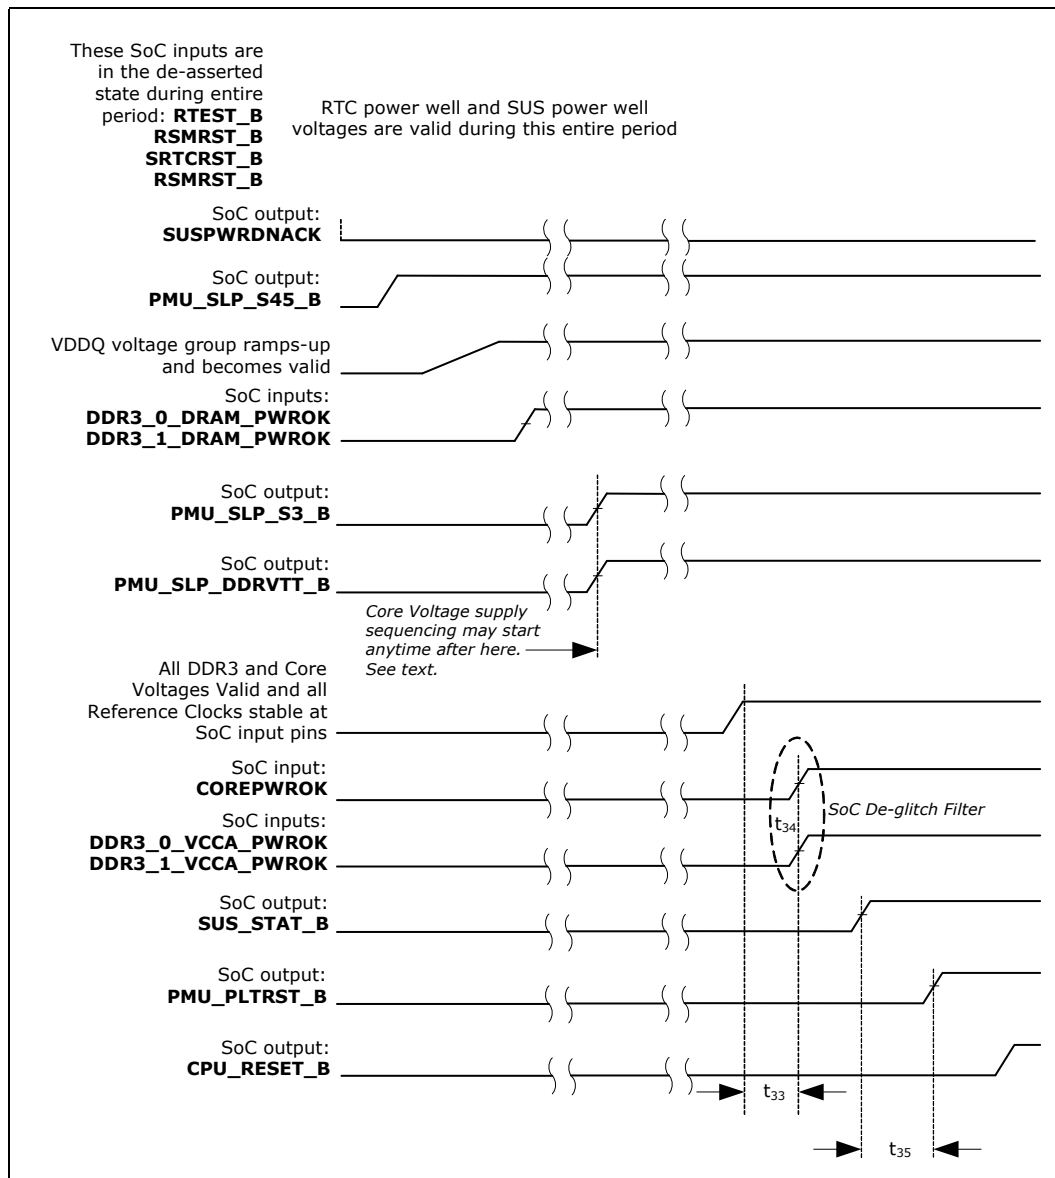 These SoC inputs are
in the de-asserted
state during entire
period: RTEST_B
RSMRST_B
SRTCRST_B
RSMRST_B
RTC power well and SUS power well
voltages are valid during this entire period
SoC output:
SUSPWRDNACK
SoC output:
PMU_SLP_S45_B
VDDQ voltage group ramps-up
and becomes valid
SoC inputs:
DDR3_0_DRAM_PWROK
DDR3_1_DRAM_PWROK
SoC output:
PMU_SLP_S3_B
SoC output:
PMU_SLP_DDRVTT_B
Core Voltage supply
sequencing may start
anytime after here.
See text.
All DDR3 and Core
Voltages Valid and all
Reference Clocks stable at
SoC input pins
SoC input:
COREPWROK
t34
SoC De-glitch Filter
SoC inputs:
DDR3_0_VCCA_PWROK
DDR3_1_VCCA_PWROK
SoC output:
SUS_STAT_B
SoC output:
PMU_PLTRST_B
SoC output:
CPU_RESET_B
t33
t35